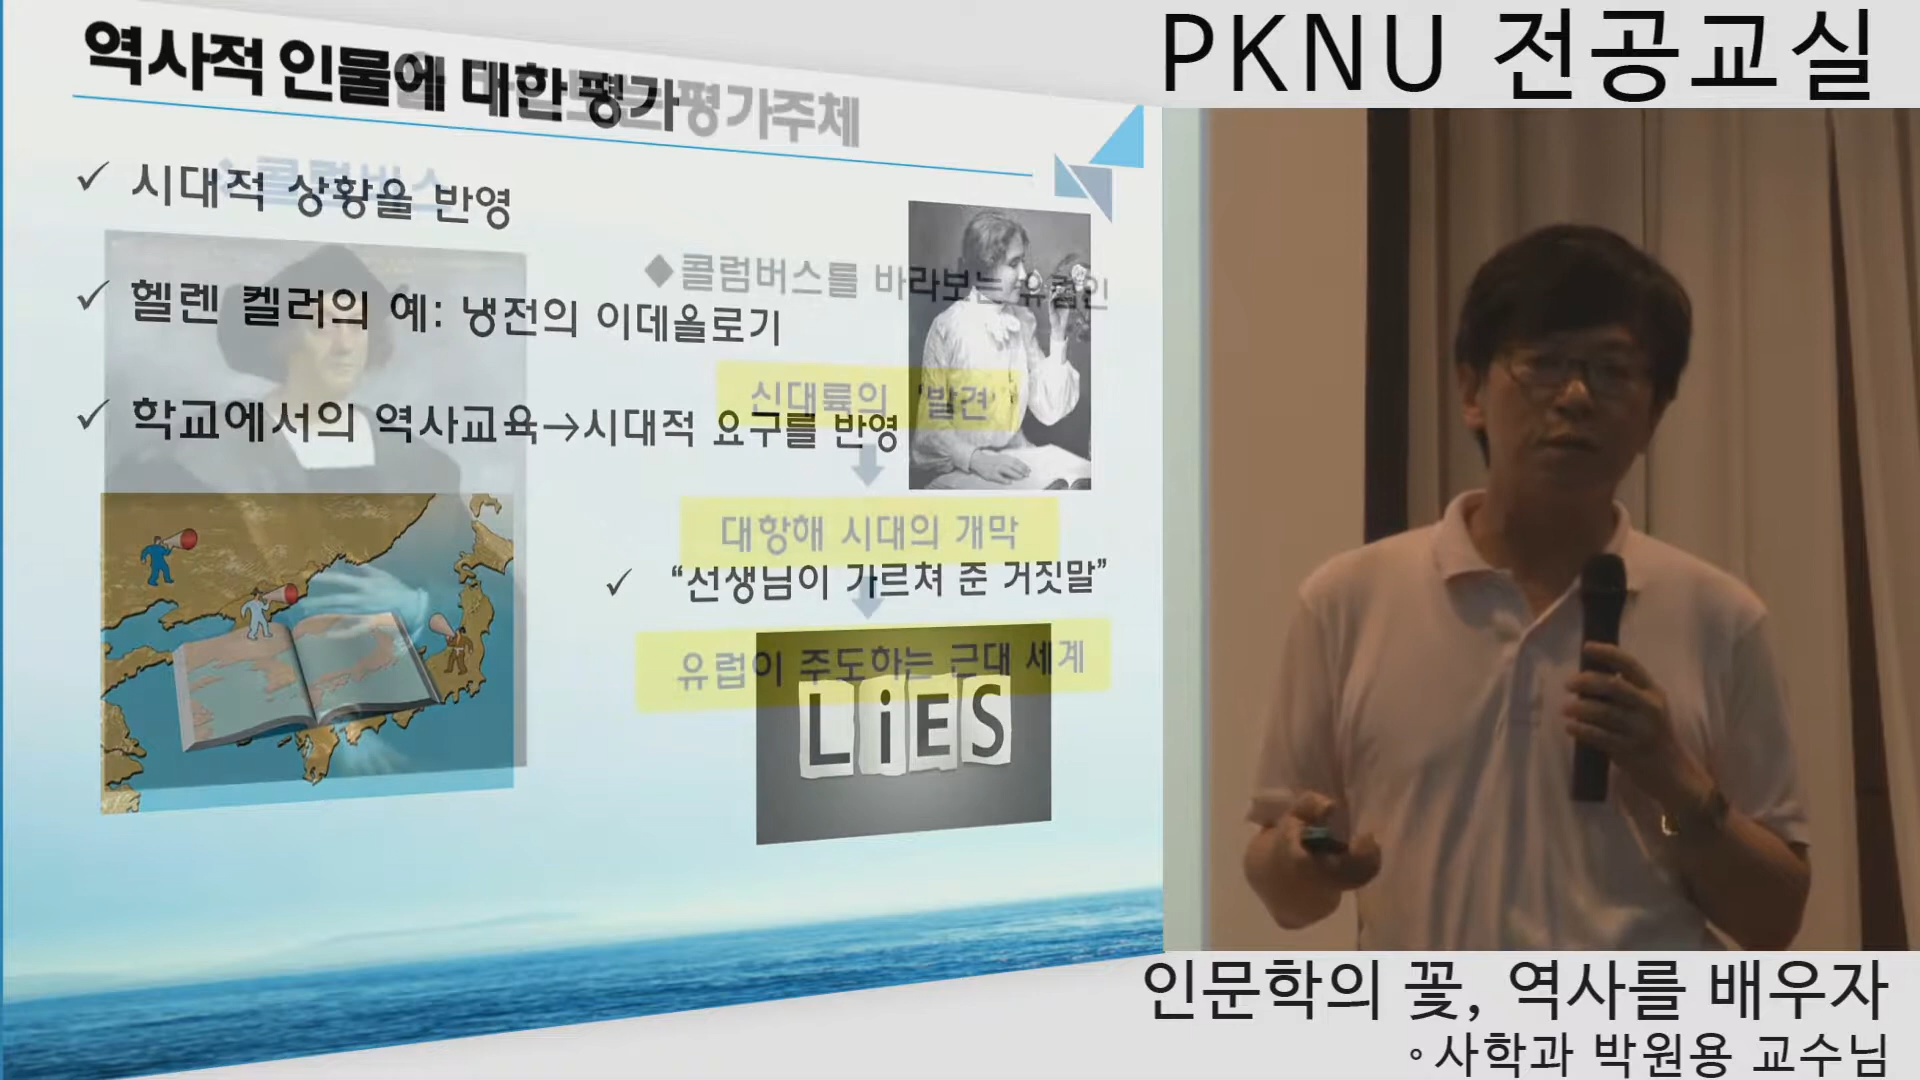 PKNU 전공교실
역사적 인물에 대한 평가
평가주체
시대적 상황을 반영
콜럼버스
헬렌 켈러의 예: 냉전의 이데올로기
콜럼버스를 바라보는 유럽인
학교에서의 역사교육→시대적 요구를 반영
신대륙의 '발견'
대항해 시대의 개막
“선생님이 가르쳐 준 거짓말”
유럽이 주도하는 근대 세계
LiES
인문학의 꽃, 역사를 배우자
◦사학과 박원용 교수님